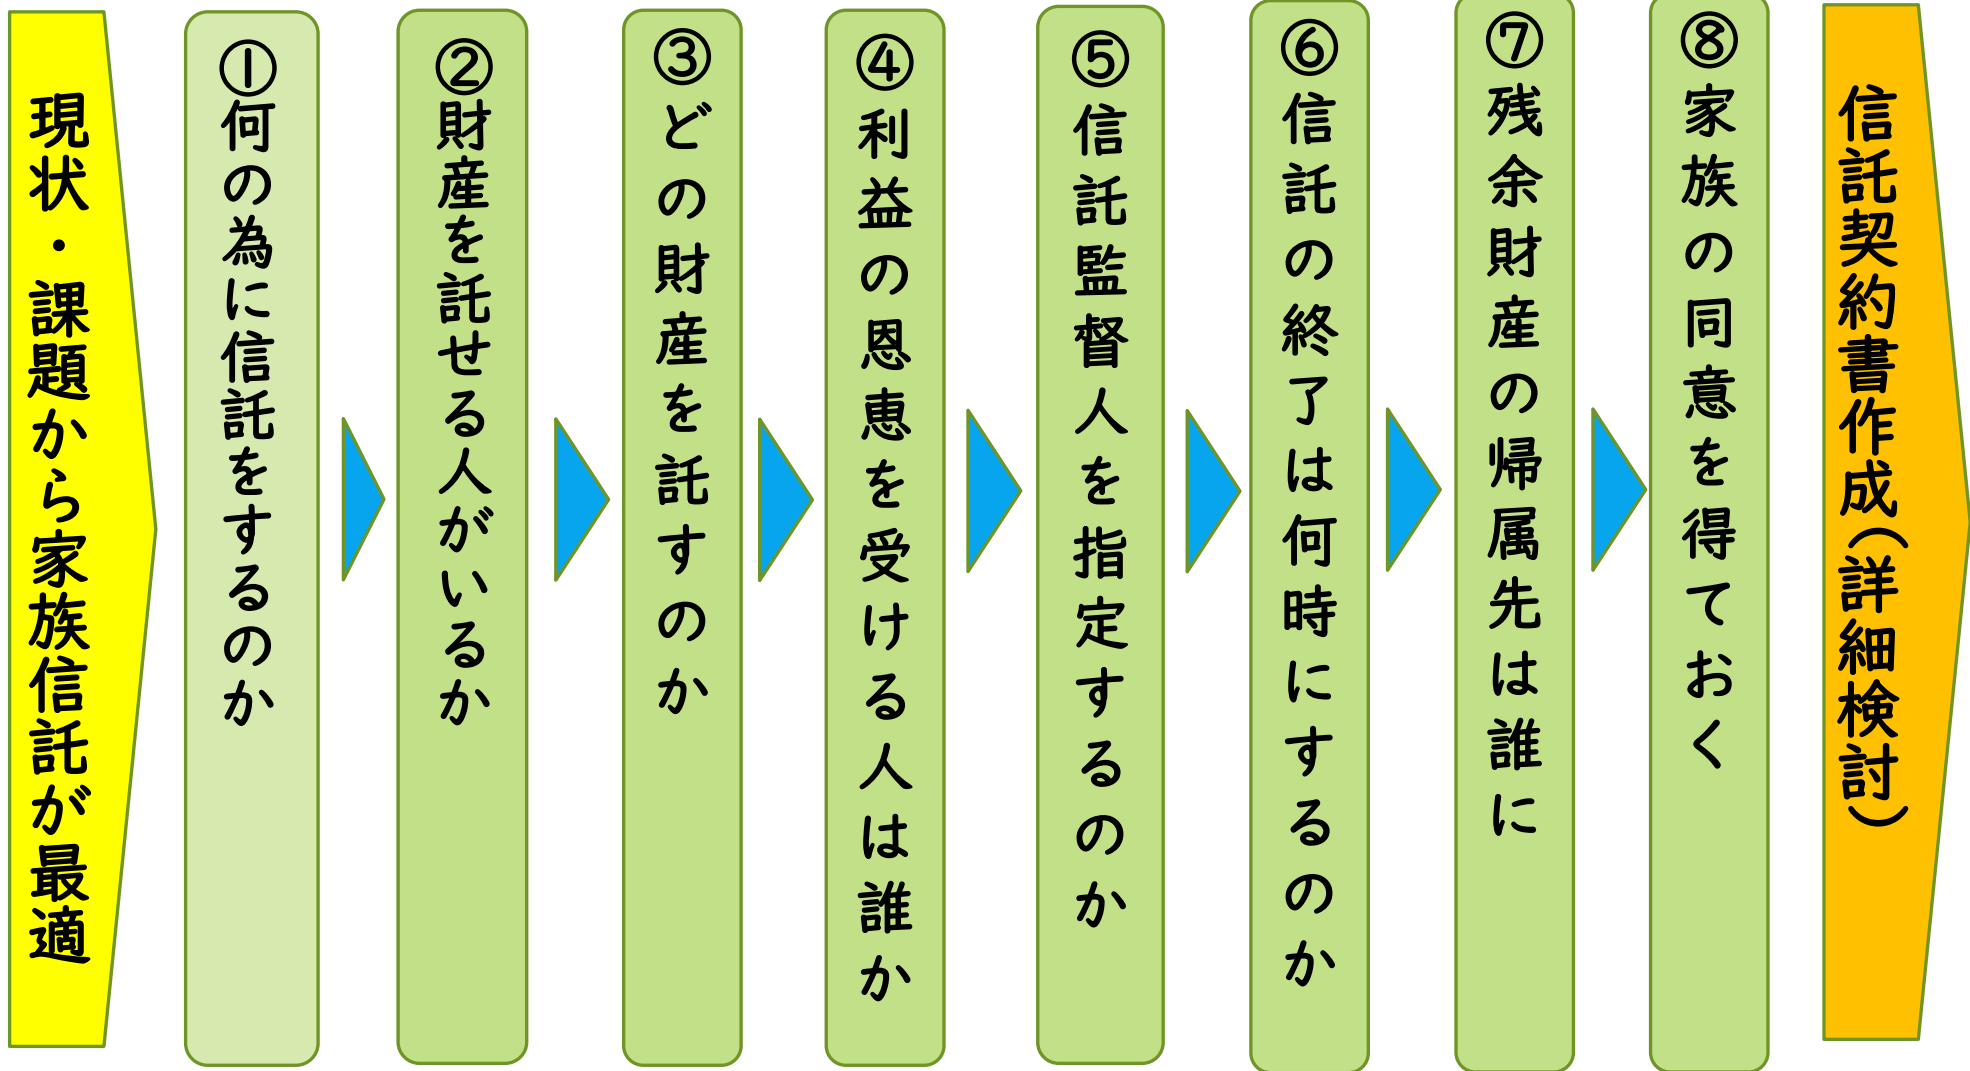 現状・課題から家族信託が最適
①何の為に信託をするのか
②財産を託せる人がいるか
③どの財産を託すのか
④利益の恩恵を受ける人は誰か
⑤信託監督人を指定するのか
⑥信託の終了は何時にするのか
⑦残余財産の帰属先は誰に
⑧家族の同意を得ておく
信託契約書作成(詳細検討)